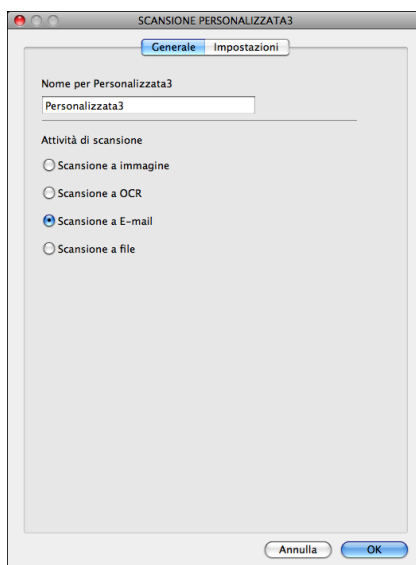 SCANSIONE PERSONALIZZATA3
Generale Impostazioni
Nome per Personalizzata3
Personalizzata3
Attività di scansione
Scansione a immagine
Scansione a OCR
Scansione a E-mail
Scansione a file
Annulla OK